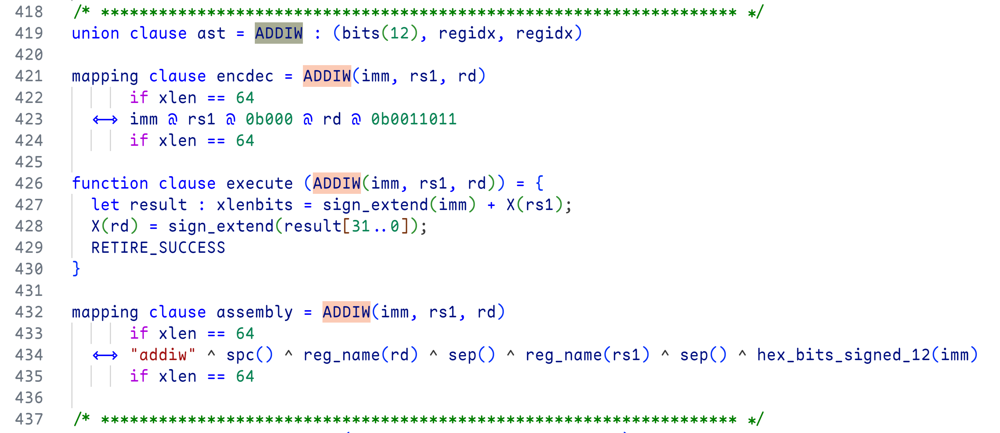 418 /* ****************************************************************** */
419 union clause ast = ADDIW : (bits(12), regidx, regidx)
420
421 mapping clause encdec = ADDIW(imm, rs1, rd)
422 if xlen == 64
423 <-> imm @ rs1 @ 0b000 @ rd @ 0b0011011
424 if xlen == 64
425
426 function clause execute (ADDIW(imm, rs1, rd)) = {
427 let result : xlenbits = sign_extend(imm) + X(rs1);
428 X(rd) = sign_extend(result[31..0]);
429 RETIRE_SUCCESS
430 }
431
432 mapping clause assembly = ADDIW(imm, rs1, rd)
433 if xlen == 64
434 <-> "addiw" ^ spc() ^ reg_name(rd) ^ sep() ^ reg_name(rs1) ^ sep() ^ hex_bits_signed_12(imm)
435 if xlen == 64
436
437 /* ****************************************************************** */